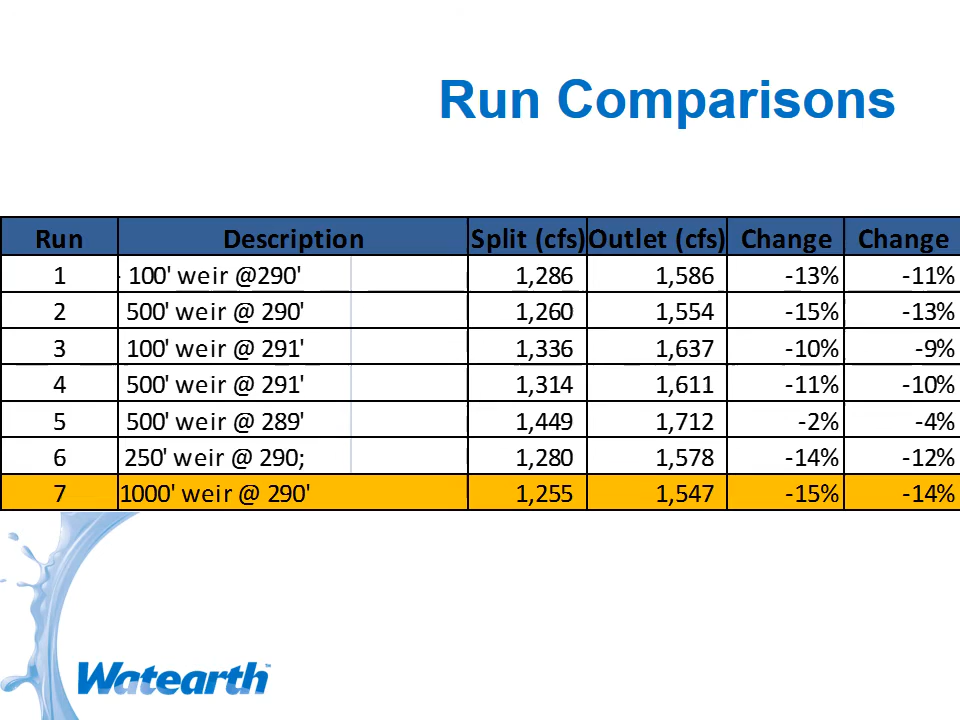 Run Comparisons
Run Description Split (cfs) Outlet (cfs) Change Change
1 - 100' weir @290' 1,286 1,586 -13% -11%
2 500' weir @ 290' 1,260 1,554 -15% -13%
3 100' weir @ 291' 1,336 1,637 -10% -9%
4 500' weir @ 291' 1,314 1,611 -11% -10%
5 500' weir @ 289' 1,449 1,712 -2% -4%
6 250' weir @ 290; 1,280 1,578 -14% -12%
7 1000' weir @ 290' 1,255 1,547 -15% -14%
Watearth™